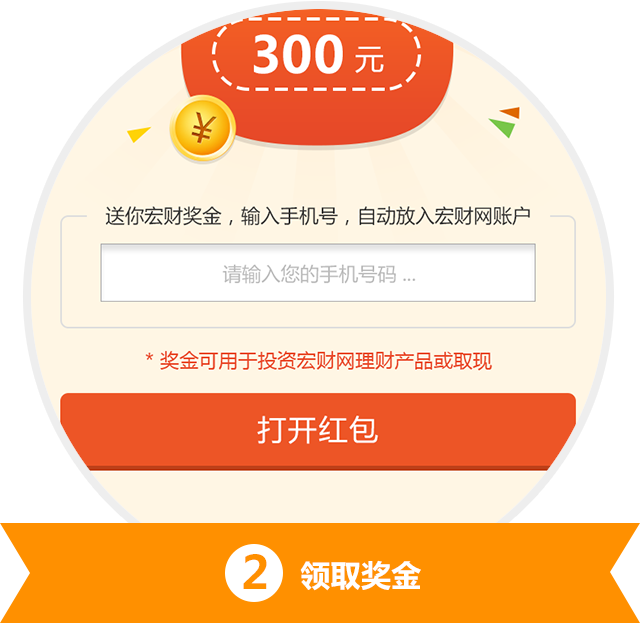 300 元
¥
送你宏财奖金，输入手机号，自动放入宏财网账户
请输入您的手机号码 ...
* 奖金可用于投资宏财网理财产品或取现
打开红包
2 领取奖金